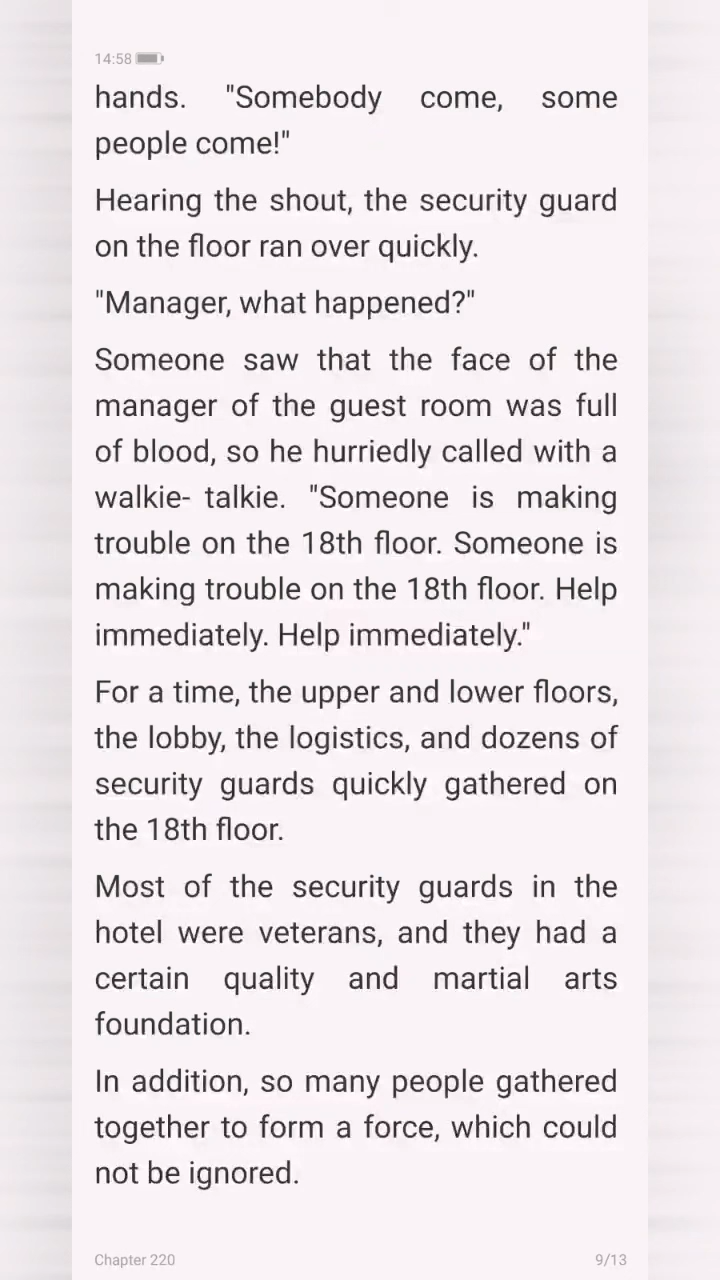 14:58
hands. "Somebody come, some
people come!"
Hearing the shout, the security guard
on the floor ran over quickly.
"Manager, what happened?"
Someone saw that the face of the
manager of the guest room was full
of blood, so he hurriedly called with a
walkie- talkie. "Someone is making
trouble on the 18th floor. Someone is
making trouble on the 18th floor. Help
immediately. Help immediately."
For a time, the upper and lower floors,
the lobby, the logistics, and dozens of
security guards quickly gathered on
the 18th floor.
Most of the security guards in the
hotel were veterans, and they had a
certain quality and martial arts
foundation.
In addition, so many people gathered
together to form a force, which could
not be ignored.
Chapter 220
9/13